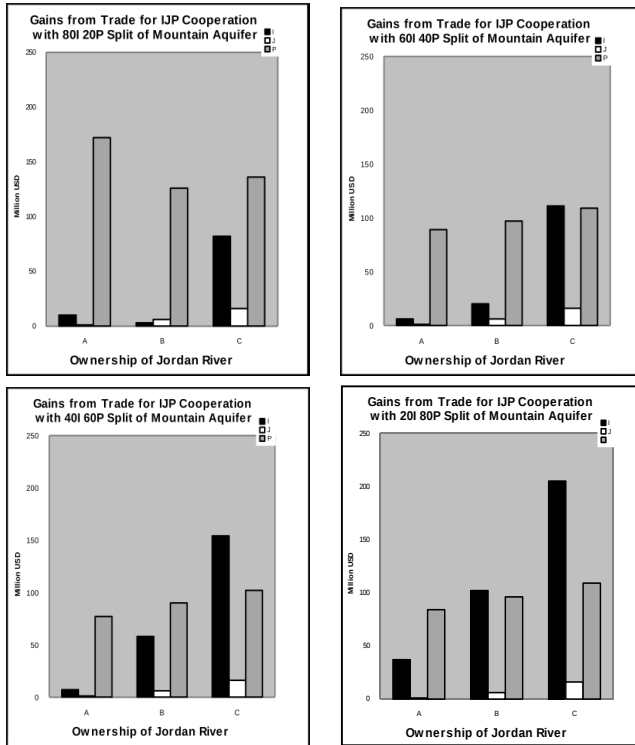 Gains from Trade for IJP Cooperation
with 80I 20P Split of Mountain Aquifer
I
J
P
250
200
150
100
50
0
Million USD
A
B
C
Ownership of Jordan River
Gains from Trade for IJP Cooperation
with 60I 40P Split of Mountain Aquifer
I
J
P
250
200
150
100
50
0
Million USD
A
B
C
Ownership of Jordan River
Gains from Trade for IJP Cooperation
with 40I 60P Split of Mountain Aquifer
I
J
P
250
200
150
100
50
0
Million USD
A
B
C
Ownership of Jordan River
Gains from Trade for IJP Cooperation
with 20I 80P Split of Mountain Aquifer
I
J
250
200
150
100
50
0
Million USD
A
B
C
Ownership of Jordan River